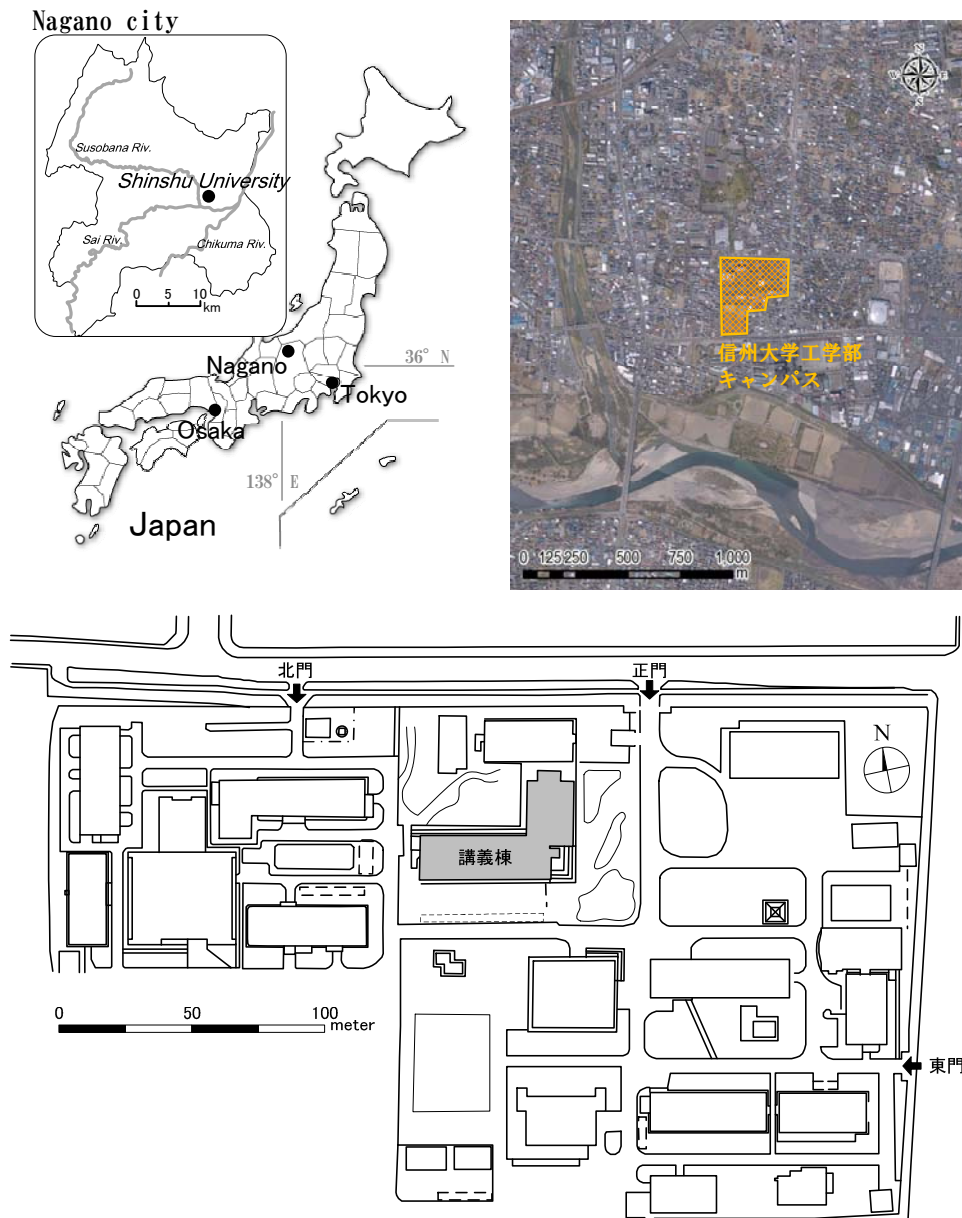 Nagano city
Susobana Riv.
Shinshu University
Sai Riv.
Chikuma Riv.
0 5 10
km
Nagano
36° N
Tokyo
Osaka
138° E
Japan
N
W E
S
信州大学工学部
キャンパス
0 125 250 500 750 1,000
m
北門
正門
N
講義棟
0 50 100
meter
東門